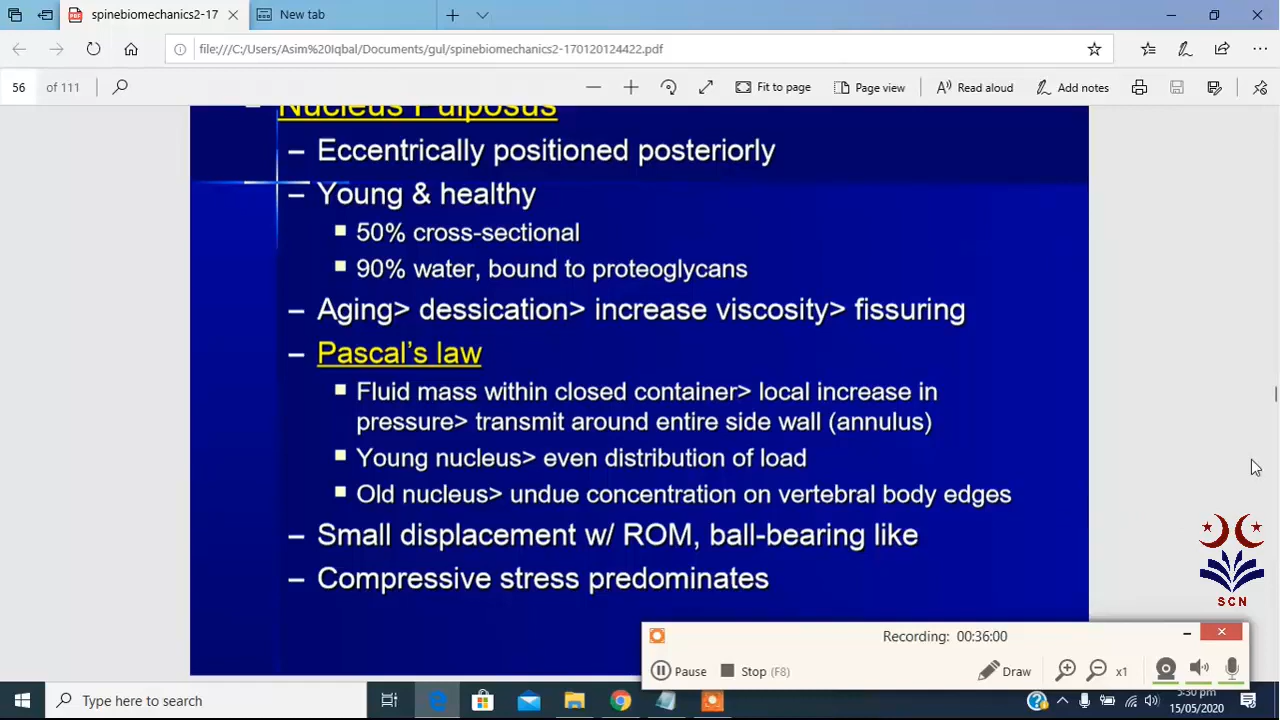 spinebiomechanics2-17
New tab
file:///C:/Users/Asim%20Iqbal/Documents/gul/spinebiomechanics2-170120124422.pdf
56 of 111
Fit to page
Page view
Read aloud
Add notes
Nucleus Pulposus
– Eccentrically positioned posteriorly
– Young & healthy
50% cross-sectional
90% water, bound to proteoglycans
– Aging> dessication> increase viscosity> fissuring
– Pascal's law
Fluid mass within closed container> local increase in
pressure> transmit around entire side wall (annulus)
Young nucleus> even distribution of load
Old nucleus> undue concentration on vertebral body edges
– Small displacement w/ ROM, ball-bearing like
– Compressive stress predominates
SCN
Recording: 00:36:00
Pause
Stop (F8)
Draw
x1
Type here to search
5:30 pm
15/05/2020